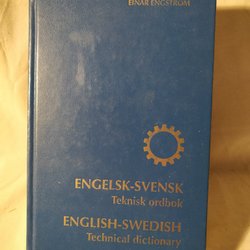 EINAR ENGSTRÖM
ENGELSK-SVENSK
Teknisk ordbok
ENGLISH-SWEDISH
Technical dictionary